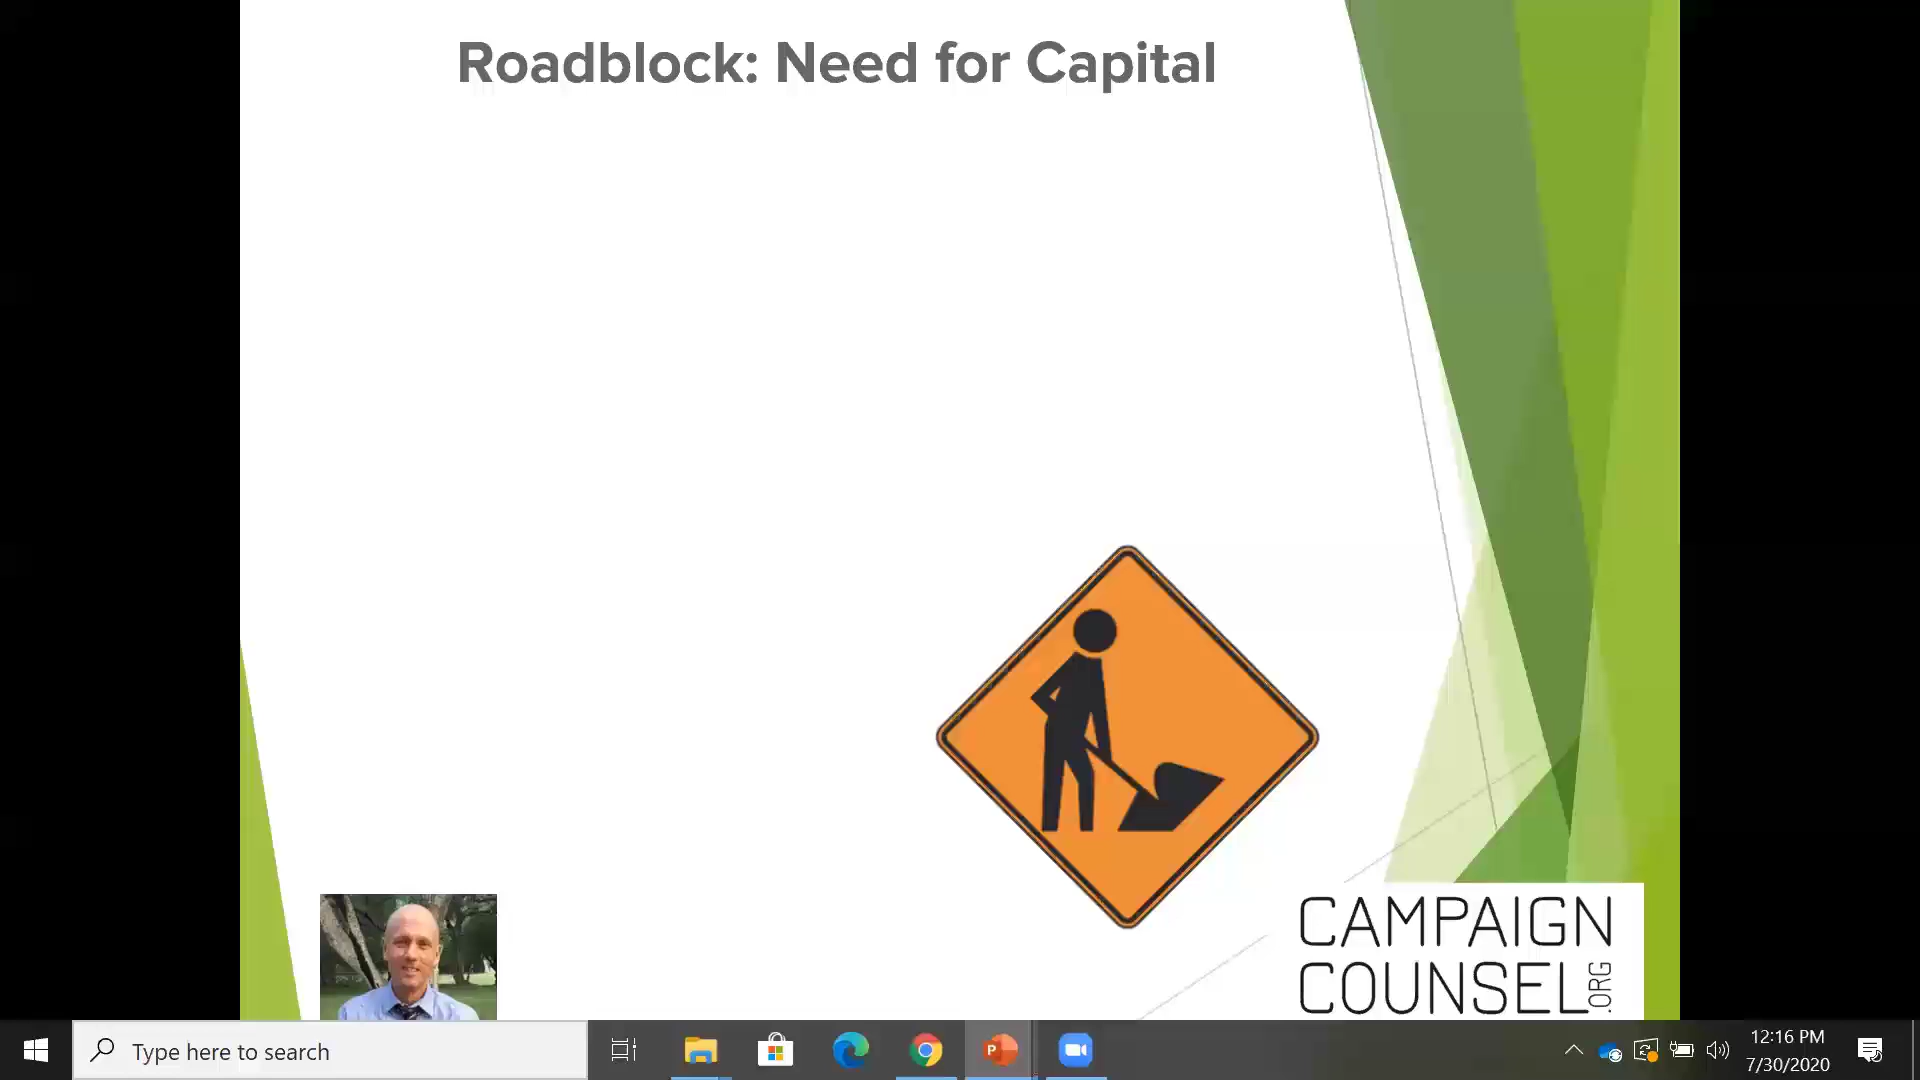 Roadblock: Need for Capital
CAMPAIGN
COUNSEL.ORG
Type here to search
P
12:16 PM
7/30/2020